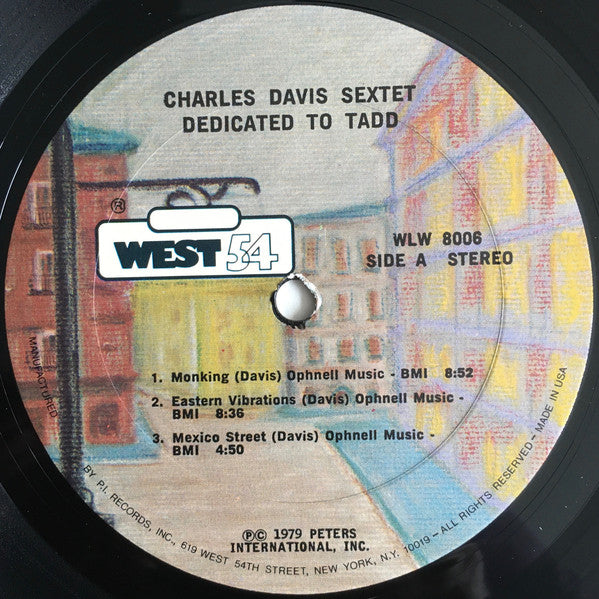 CHARLES DAVIS SEXTET
DEDICATED TO TADD
®
WEST 54
WLW 8006
SIDE A STEREO
1. Monking (Davis) Ophnell Music - BMI 8:52
2. Eastern Vibrations (Davis) Ophnell Music -
BMI 8:36
3. Mexico Street (Davis) Ophnell Music -
BMI 4:50
℗© 1979 PETERS
INTERNATIONAL, INC.
MANUFACTURED BY P.I. RECORDS, INC., 619 WEST 54TH STREET, NEW YORK, N.Y. 10019 - ALL RIGHTS RESERVED - MADE IN USA